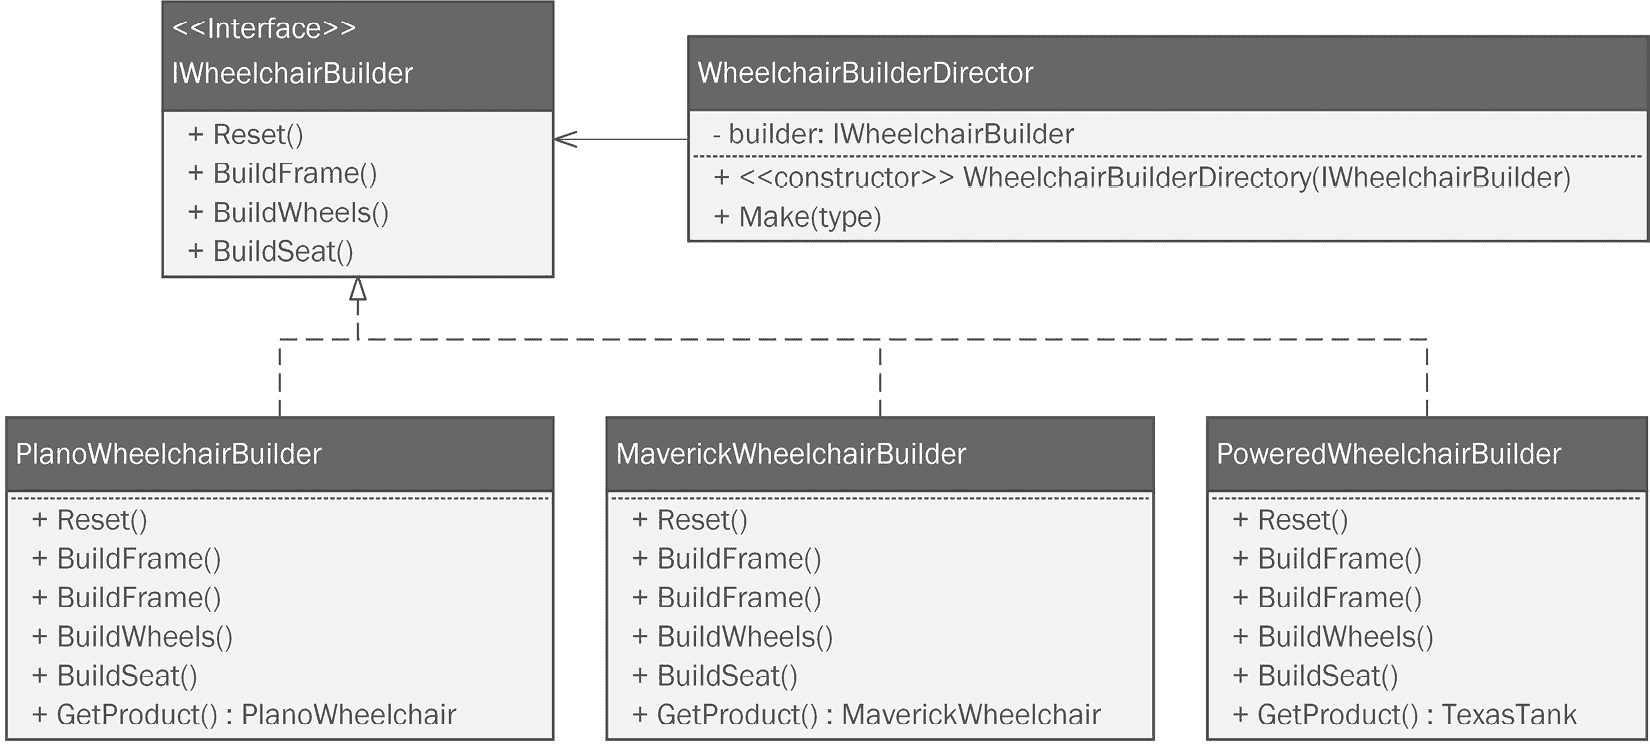 <<Interface>>
IWheelchairBuilder
+ Reset()
+ BuildFrame()
+ BuildWheels()
+ BuildSeat()
WheelchairBuilderDirector
- builder: IWheelchairBuilder
+ <<constructor>> WheelchairBuilderDirectory(IWheelchairBuilder)
+ Make(type)
PlanoWheelchairBuilder
+ Reset()
+ BuildFrame()
+ BuildFrame()
+ BuildWheels()
+ BuildSeat()
+ GetProduct() : PlanoWheelchair
MaverickWheelchairBuilder
+ Reset()
+ BuildFrame()
+ BuildFrame()
+ BuildWheels()
+ BuildSeat()
+ GetProduct() : MaverickWheelchair
PoweredWheelchairBuilder
+ Reset()
+ BuildFrame()
+ BuildFrame()
+ BuildWheels()
+ BuildSeat()
+ GetProduct() : TexasTank